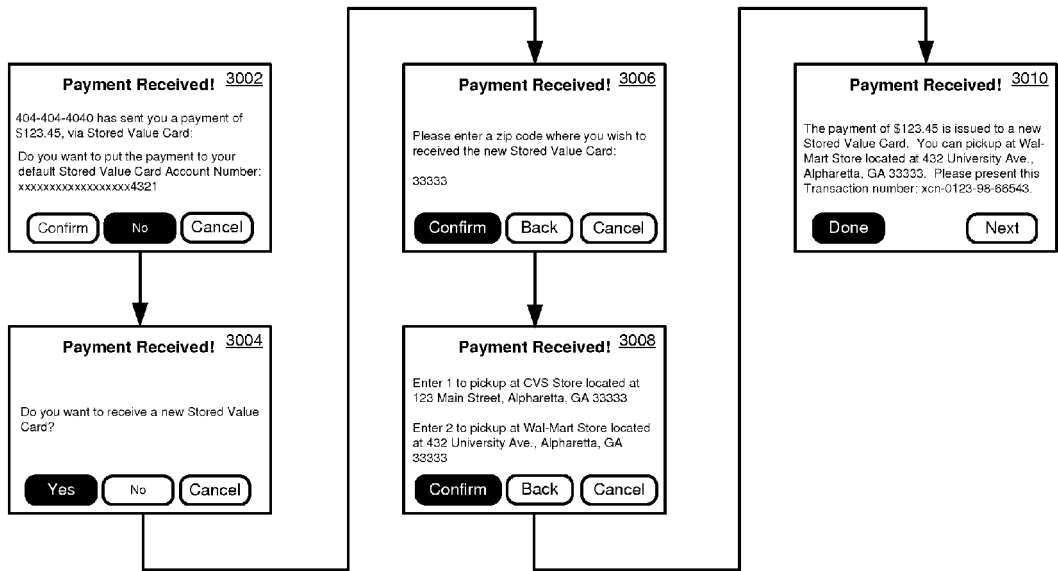 Payment Received! 3002
404-404-4040 has sent you a payment of
$123.45, via Stored Value Card:
Do you want to put the payment to your
default Stored Value Card Account Number:
xxxxxxxxxxxxxxxxxx4321
Confirm No Cancel
Payment Received! 3004
Do you want to receive a new Stored Value
Card?
Yes No Cancel
Payment Received! 3006
Please enter a zip code where you wish to
received the new Stored Value Card:
33333
Confirm Back Cancel
Payment Received! 3008
Enter 1 to pickup at CVS Store located at
123 Main Street, Alpharetta, GA 33333
Enter 2 to pickup at Wal-Mart Store located
at 432 University Ave., Alpharetta, GA
33333
Confirm Back Cancel
Payment Received! 3010
The payment of $123.45 is issued to a new
Stored Value Card. You can pickup at Wal-
Mart Store located at 432 University Ave.,
Alpharetta, GA 33333. Please present this
Transaction number: xcn-0123-98-66543.
Done Next